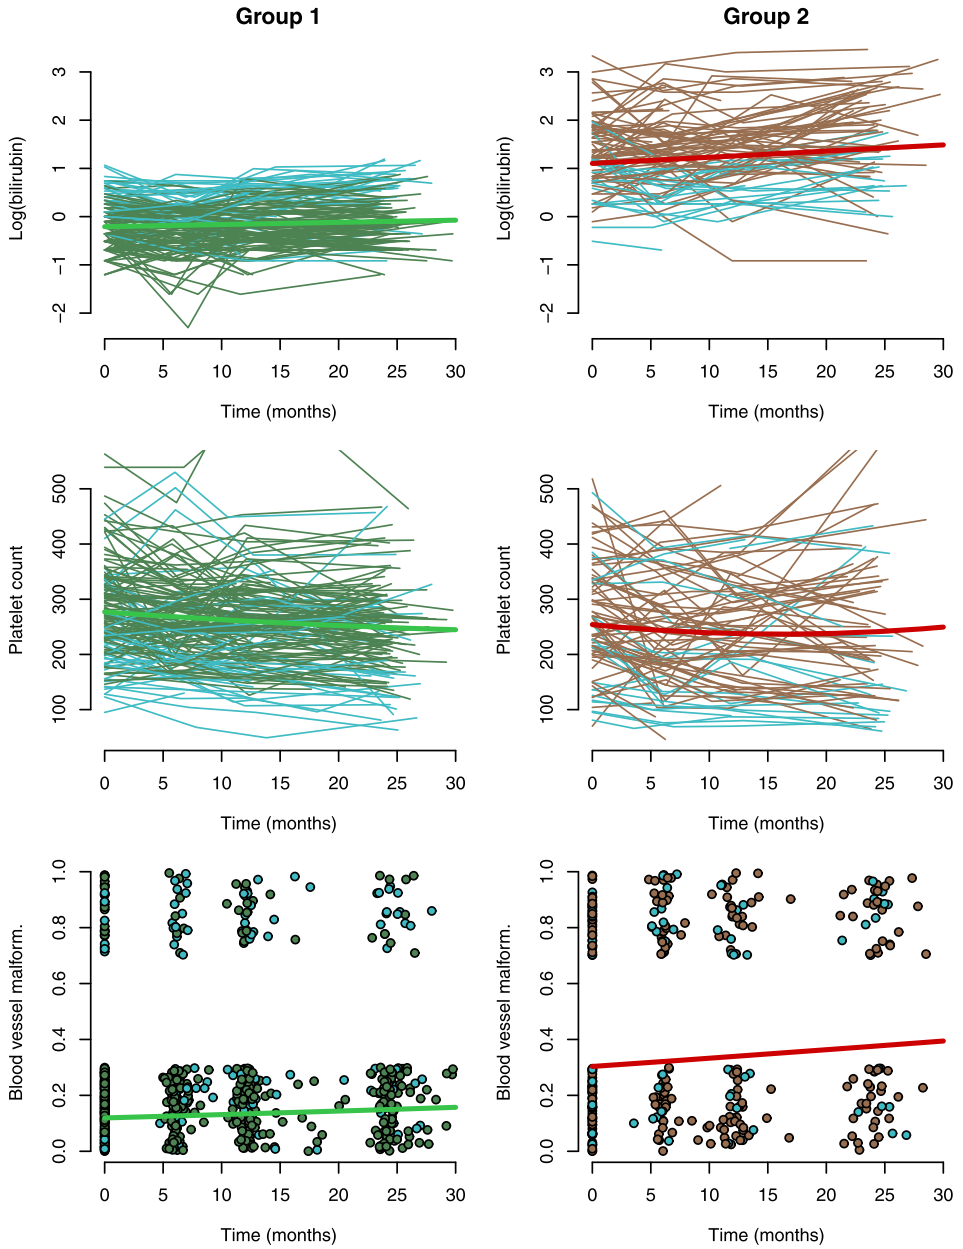 Group 1
Group 2
Log(bilirubin)
3
2
1
0
−1
−2
0 5 10 15 20 25 30
Time (months)
Log(bilirubin)
3
2
1
0
−1
−2
0 5 10 15 20 25 30
Time (months)
Platelet count
500
400
300
200
100
0 5 10 15 20 25 30
Time (months)
Platelet count
500
400
300
200
100
0 5 10 15 20 25 30
Time (months)
Blood vessel malform.
1.0
0.8
0.6
0.4
0.2
0.0
0 5 10 15 20 25 30
Time (months)
Blood vessel malform.
1.0
0.8
0.6
0.4
0.2
0.0
0 5 10 15 20 25 30
Time (months)